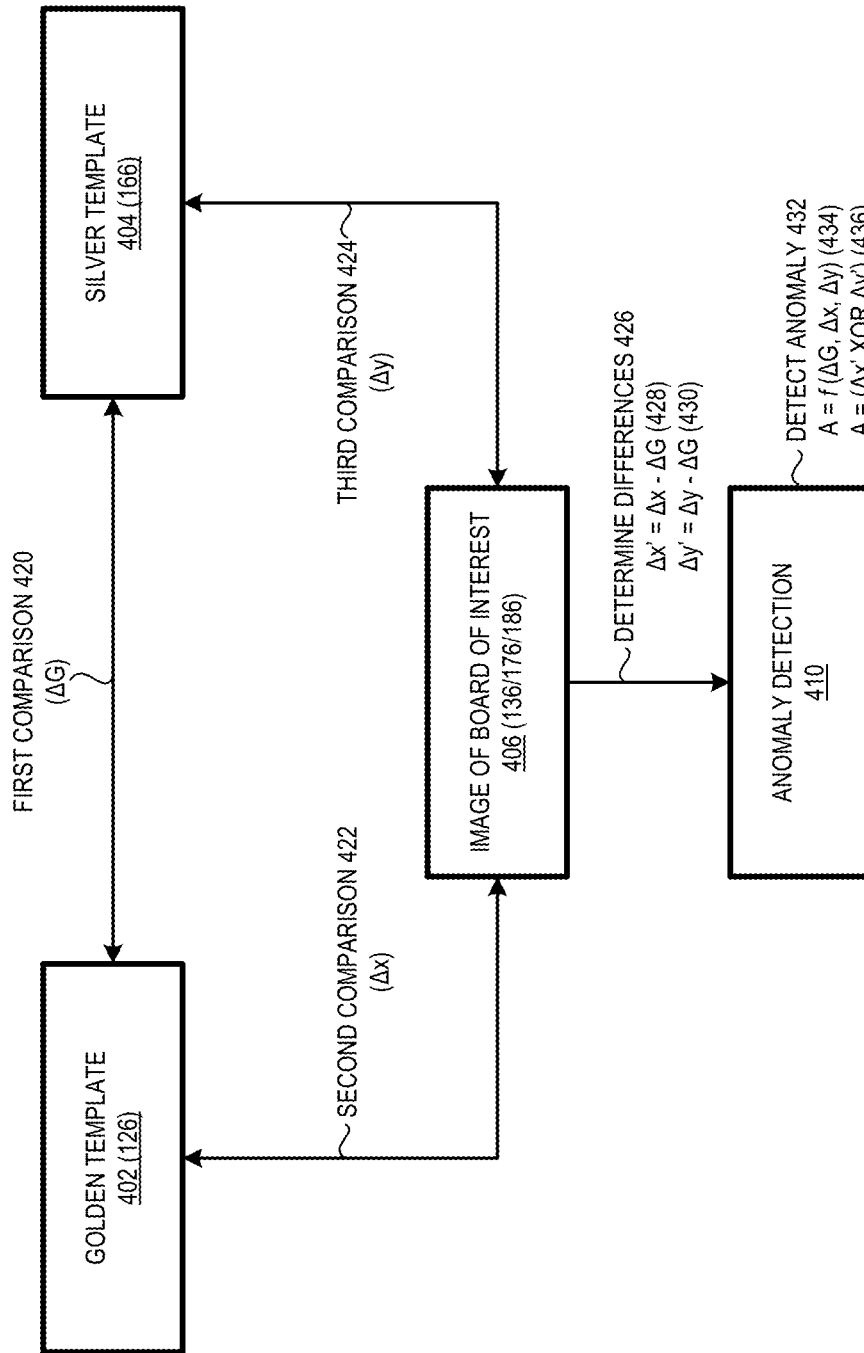 FIRST COMPARISON 420
(ΔG)
GOLDEN TEMPLATE
402 (126)
SILVER TEMPLATE
404 (166)
SECOND COMPARISON 422
(Δx)
THIRD COMPARISON 424
(Δy)
IMAGE OF BOARD OF INTEREST
406 (136/176/186)
DETERMINE DIFFERENCES 426
Δx' = Δx - ΔG (428)
Δy' = Δy - ΔG (430)
ANOMALY DETECTION
410
DETECT ANOMALY 432
A = f (ΔG, Δx, Δy) (434)
A = (Δx' XOR Δy') (436)